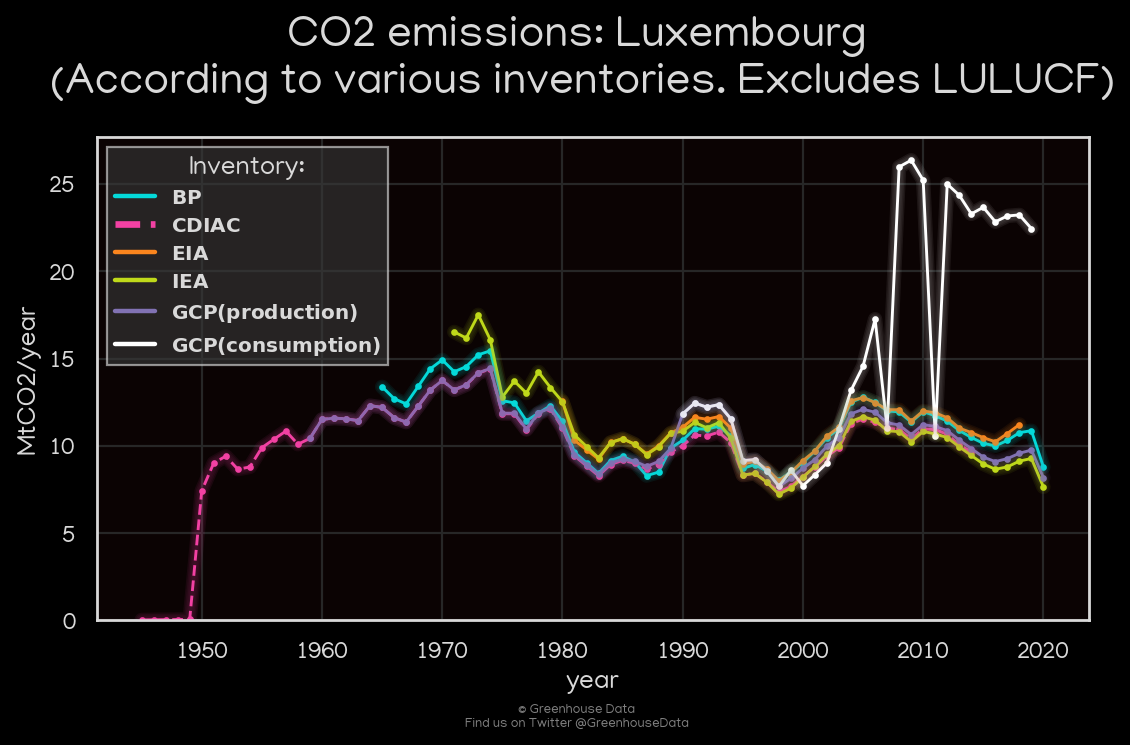 CO2 emissions: Luxembourg
(According to various inventories. Excludes LULUCF)
Inventory:
BP
CDIAC
EIA
IEA
GCP(production)
GCP(consumption)
MtCO2/year
25
20
15
10
5
0
1950 1960 1970 1980 1990 2000 2010 2020
year
© Greenhouse Data
Find us on Twitter @GreenhouseData